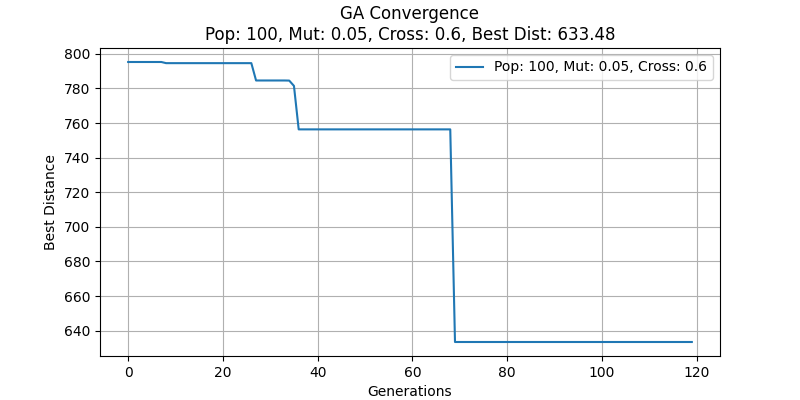 GA Convergence
Pop: 100, Mut: 0.05, Cross: 0.6, Best Dist: 633.48
Pop: 100, Mut: 0.05, Cross: 0.6
Best Distance
800
780
760
740
720
700
680
660
640
0 20 40 60 80 100 120
Generations